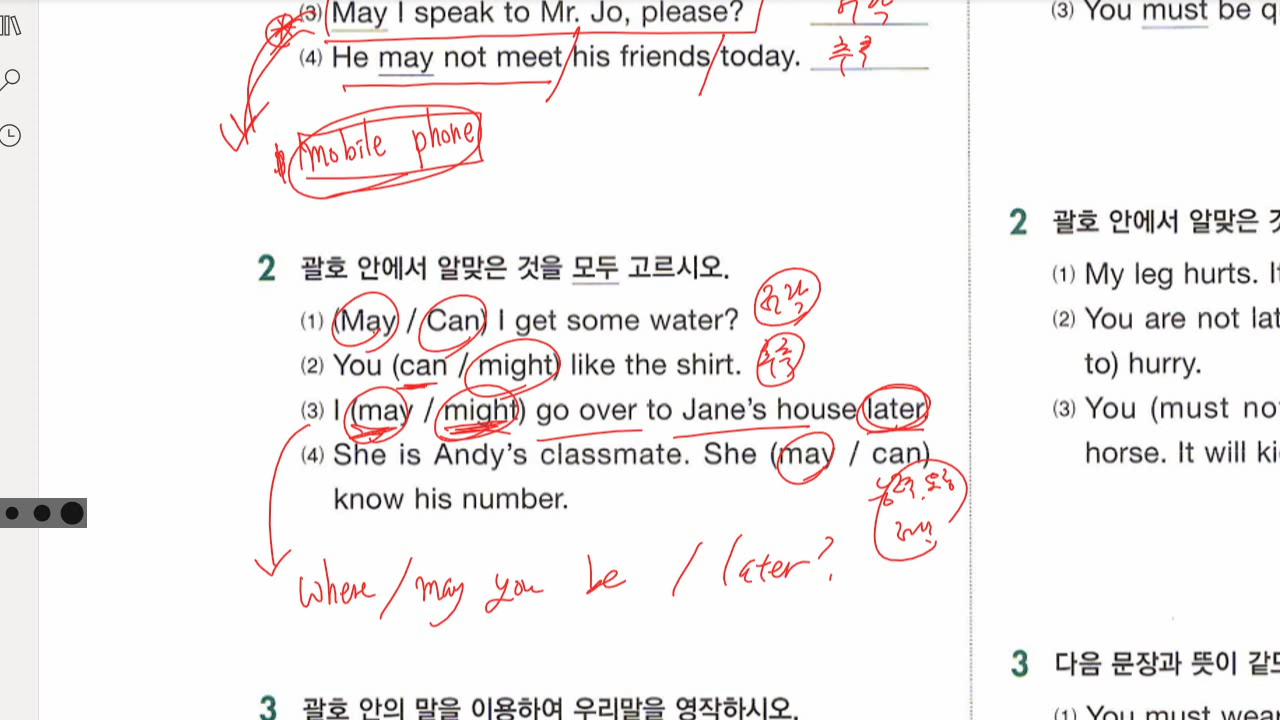 (3) May I speak to Mr. Jo, please?
(4) He may not meet his friends today. 추측
mobile phone
2 괄호 안에서 알맞은 것을 모두 고르시오.
(1) (May / Can) I get some water? 허락
(2) You (can / might) like the shirt. 추측
(3) I (may / might) go over to Jane's house later
(4) She is Andy's classmate. She (may / can)
know his number.
where / may you be / later?
3 괄호 안의 말을 이용하여 우리말을 영작하시오.
(3) You must be q
2 괄호 안에서 알맞은
(1) My leg hurts. I
(2) You are not lat
to) hurry.
(3) You (must no
horse. It will ki
3 다음 문장과 뜻이 같
(1) You must wea